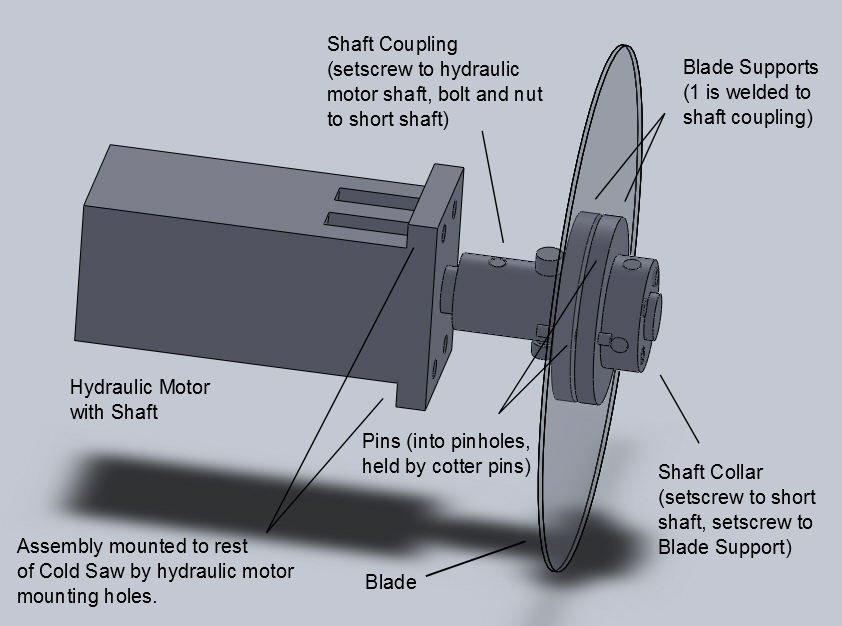 Shaft Coupling
(setscrew to hydraulic
motor shaft, bolt and nut
to short shaft)
Blade Supports
(1 is welded to
shaft coupling)
Hydraulic Motor
with Shaft
Pins (into pinholes,
held by cotter pins)
Shaft Collar
(setscrew to short
shaft, setscrew to
Blade Support)
Assembly mounted to rest
of Cold Saw by hydraulic motor
mounting holes.
Blade